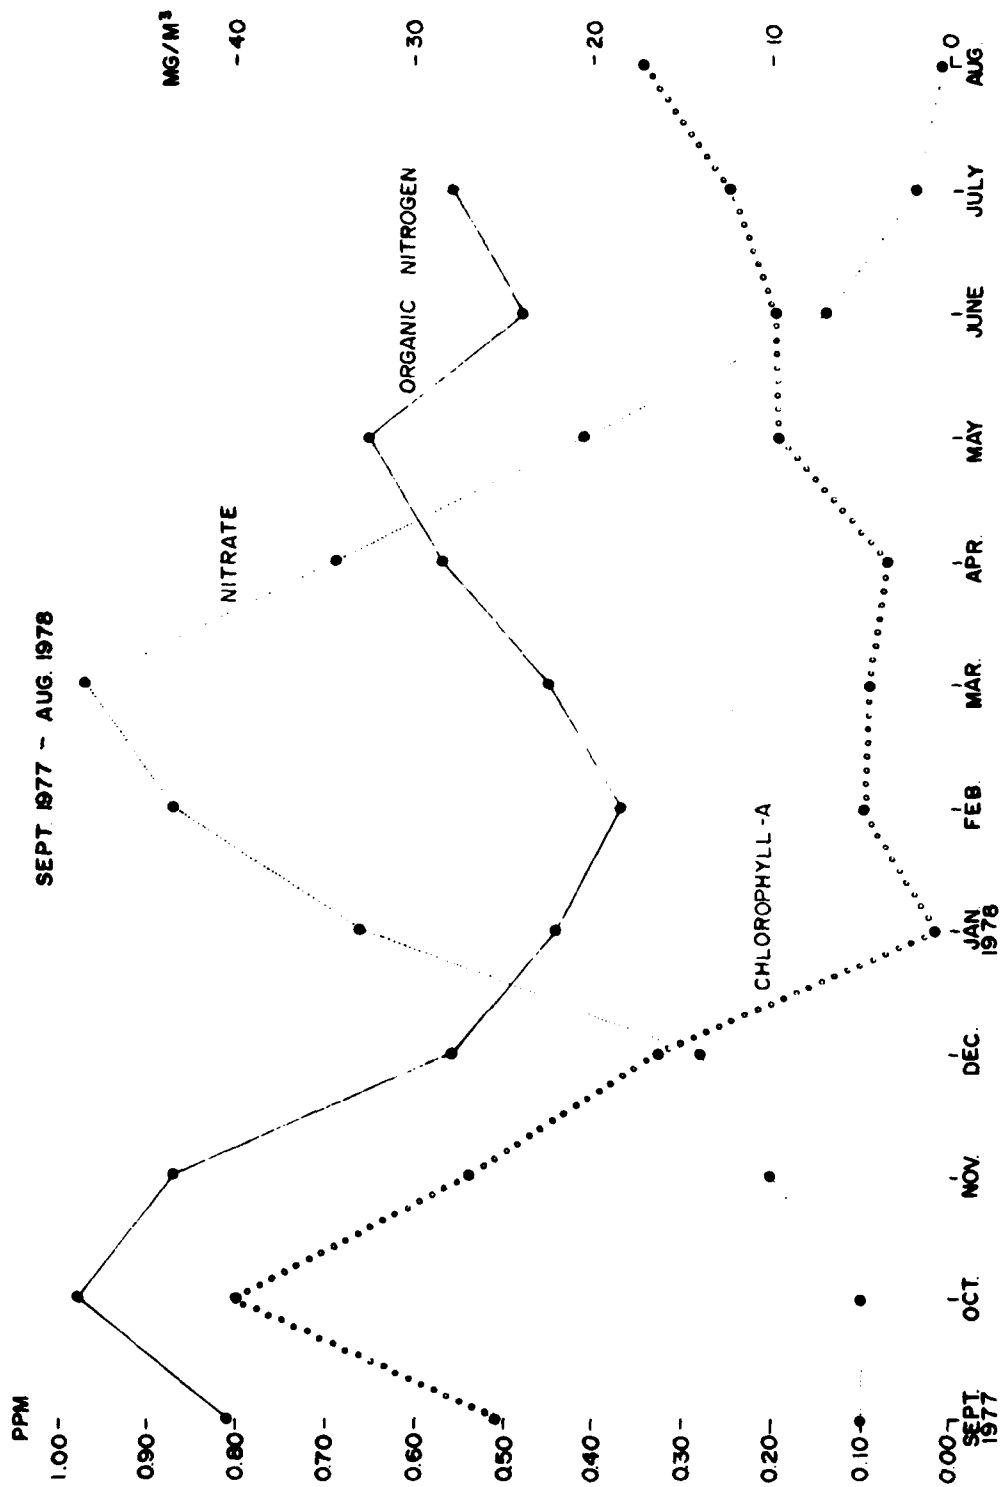 SEPT. 1977 - AUG. 1978
PPM
1.00
0.90
0.80
0.70
0.60
0.50
0.40
0.30
0.20
0.10
0.00
MG/M³
40
30
20
10
0
NITRATE
ORGANIC NITROGEN
CHLOROPHYLL-A
SEPT. 1977
OCT.
NOV.
DEC.
JAN. 1978
FEB.
MAR.
APR.
MAY
JUNE
JULY
AUG.